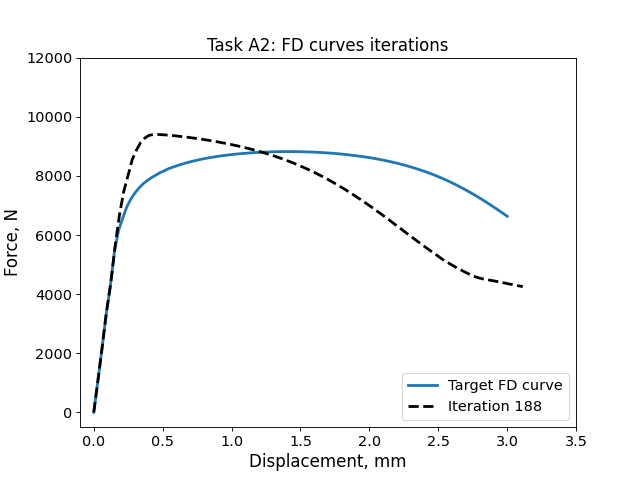 Task A2: FD curves iterations
12000
10000
8000
6000
4000
2000
0
Force, N
0.0 0.5 1.0 1.5 2.0 2.5 3.0 3.5
Displacement, mm
Target FD curve
Iteration 188